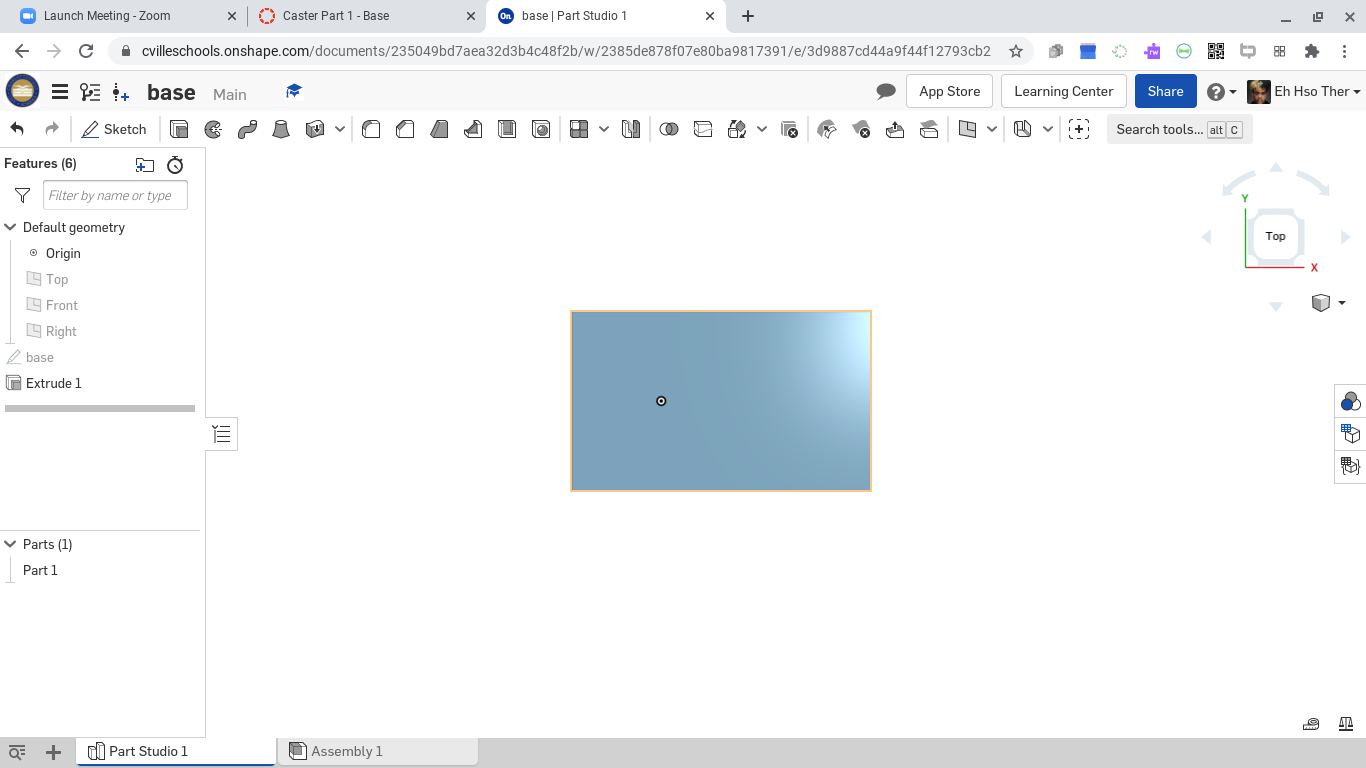 Launch Meeting - Zoom
Caster Part 1 - Base
On
base | Part Studio 1
cvilleschools.onshape.com/documents/235049bd7aea32d3b4c48f2b/w/2385de878f07e80ba9817391/e/3d9887cd44a9f44f12793cb2
rw
base Main
App Store
Learning Center
Share
Eh Hso Ther
Sketch
Search tools... alt C
Features (6)
Filter by name or type
Default geometry
Origin
Top
Front
Right
base
Extrude 1
Y
Top
X
Parts (1)
Part 1
Part Studio 1
Assembly 1